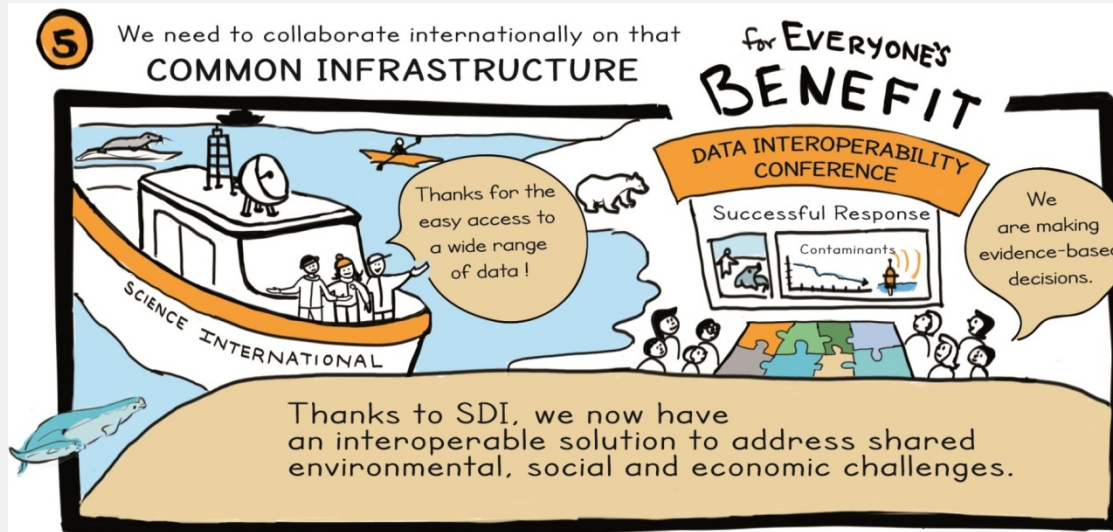 5
We need to collaborate internationally on that
COMMON INFRASTRUCTURE
for EVERYONE'S
BENEFIT
DATA INTEROPERABILITY
CONFERENCE
Successful Response
Contaminants
Thanks for the
easy access to
a wide range
of data !
We
are making
evidence-based
decisions.
SCIENCE INTERNATIONAL
Thanks to SDI, we now have
an interoperable solution to address shared
environmental, social and economic challenges.